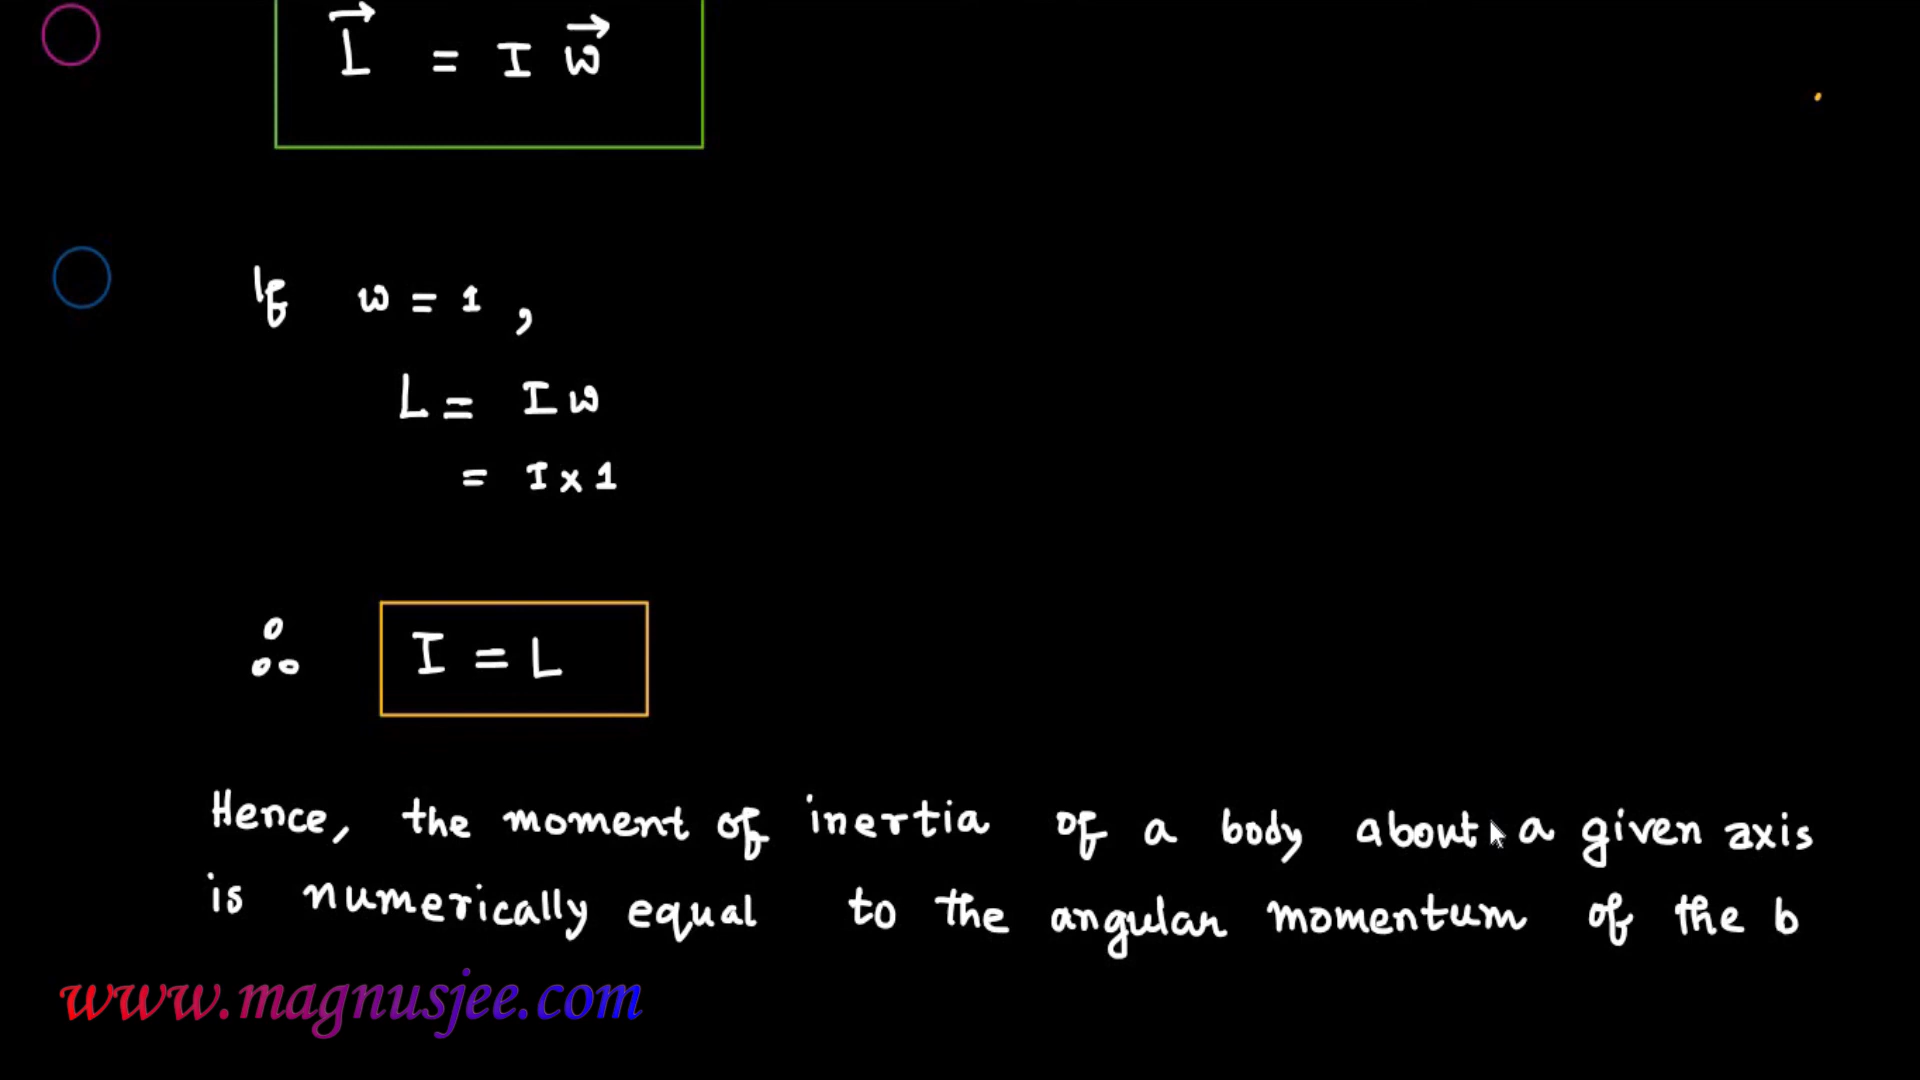 L⃗ = I ω⃗
If ω = 1 ,
L = I ω
= I × 1
∴ I = L
Hence, the moment of inertia of a body about a given axis
is numerically equal to the angular momentum of the b
www.magnusjee.com